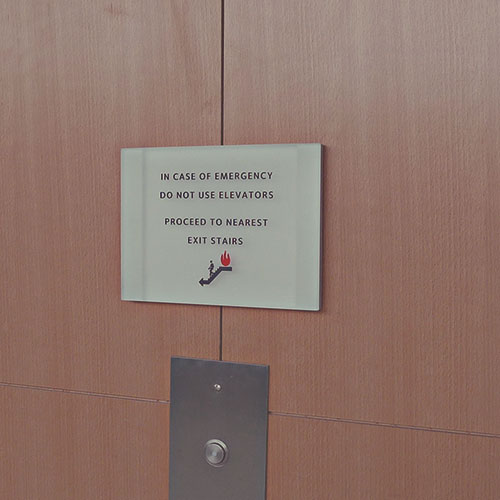 IN CASE OF EMERGENCY
DO NOT USE ELEVATORS
PROCEED TO NEAREST
EXIT STAIRS